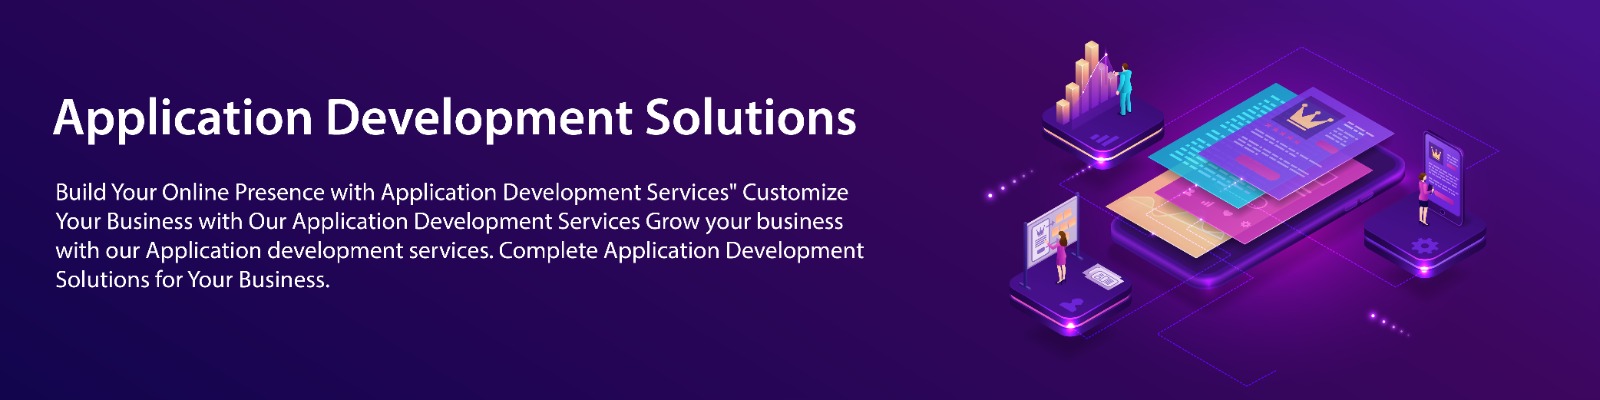 Application Development Solutions
Build Your Online Presence with Application Development Services" Customize
Your Business with Our Application Development Services Grow your business
with our Application development services. Complete Application Development
Solutions for Your Business.